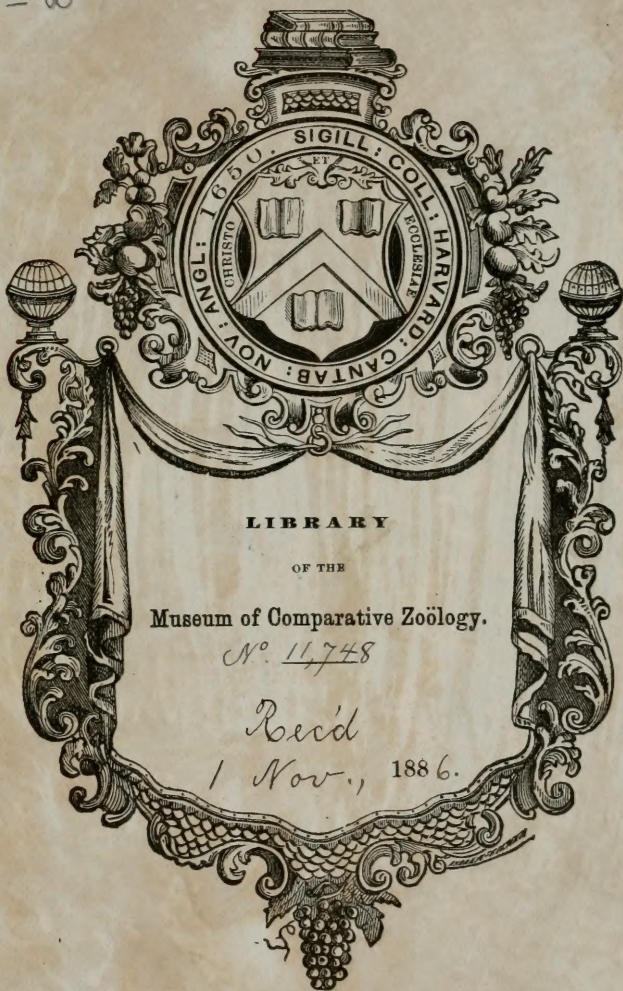 SIGILL: COLL: HARVARD: CANTAB: NOV: ANGL: 1650.
ET
CHRISTO
ECCLESIAE
LIBRARY
OF THE
Museum of Comparative Zoölogy.
No. 11,748
Rec'd
1 Nov., 1886.